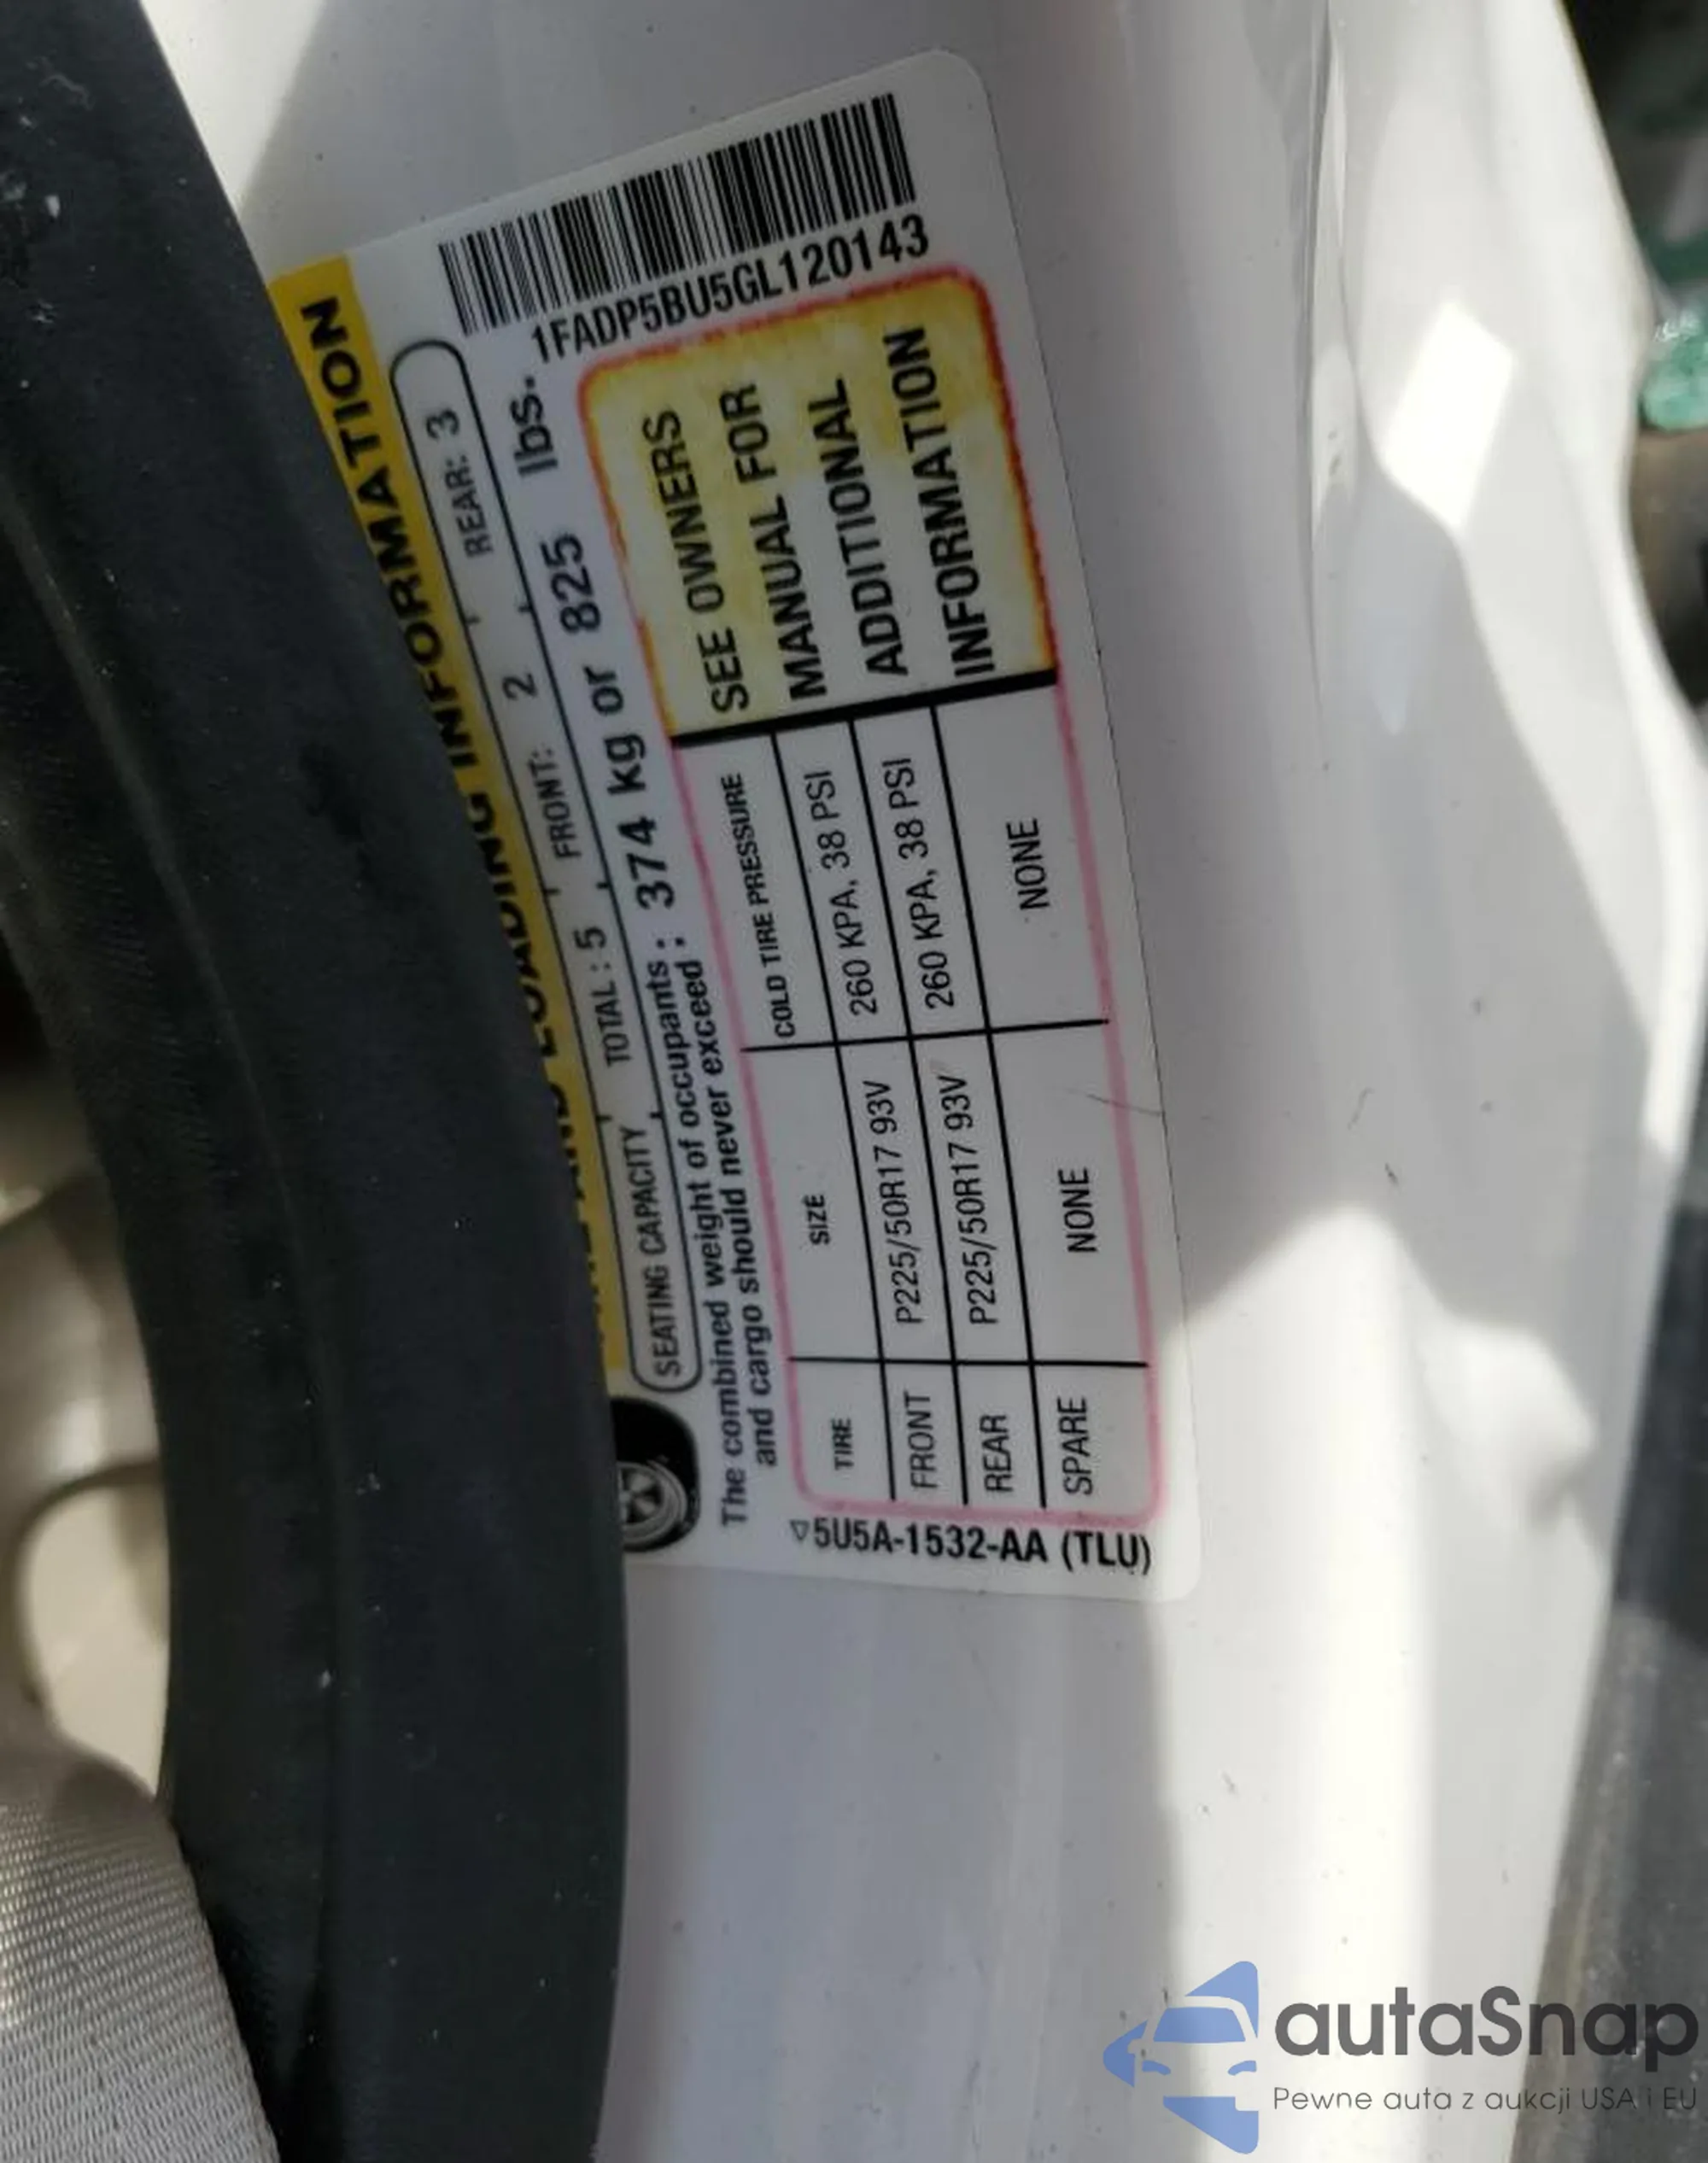 LOADING INFORMATION
SEATING CAPACITY TOTAL : 5 FRONT: 2 REAR: 3
The combined weight of occupants : 374 kg or 825 lbs.
and cargo should never exceed :
1FADP5BU5GL120143
TIRE SIZE COLD TIRE PRESSURE
FRONT P225/50R17 93V 260 KPA, 38 PSI
REAR P225/50R17 93V 260 KPA, 38 PSI
SPARE NONE NONE
SEE OWNERS
MANUAL FOR
ADDITIONAL
INFORMATION
5U5A-1532-AA (TLU)
autaSnap
Pewne auta z aukcji USA i EU